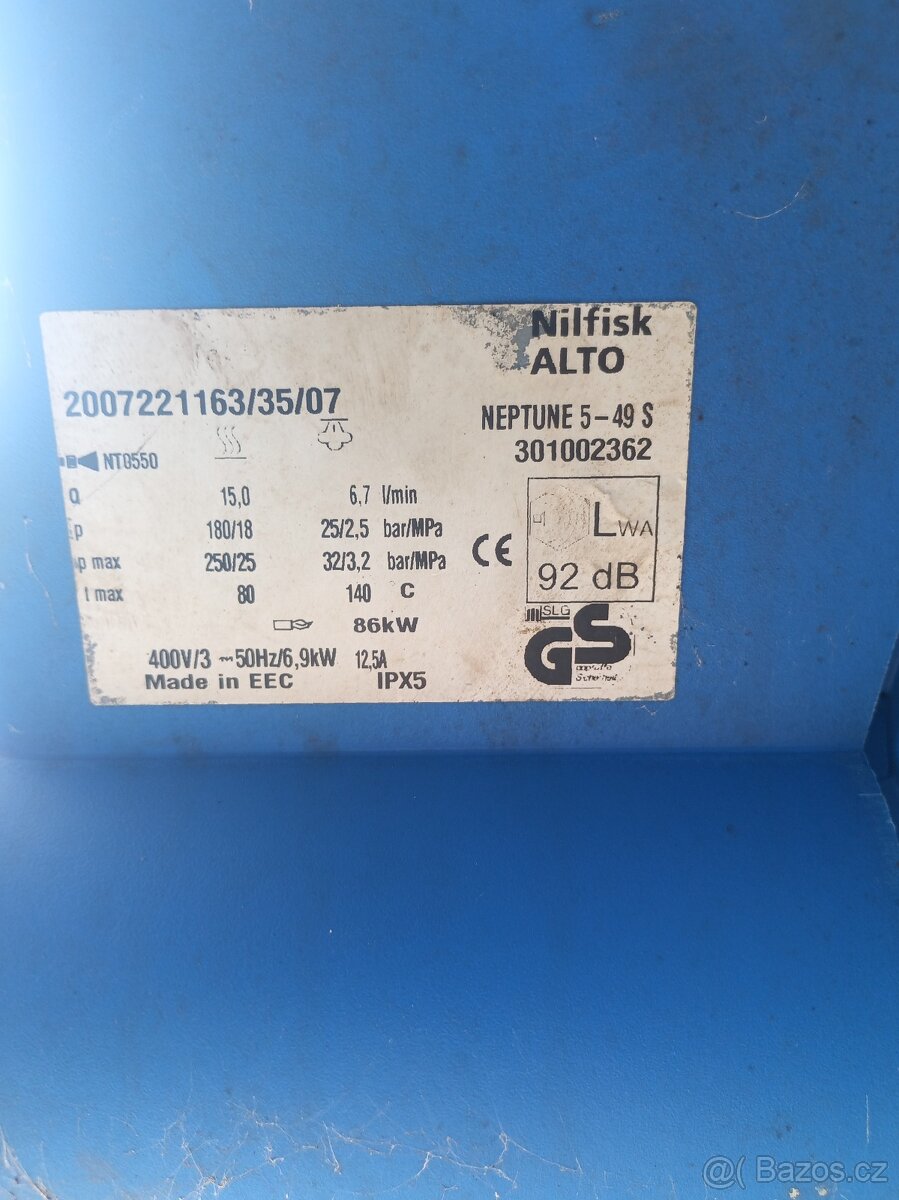 Nilfisk
ALTO
2007221163/35/07
NEPTUNE 5-49 S
301002362
NT0550
Q 15,0 6,7 l/min
p 180/18 25/2,5 bar/MPa
p max 250/25 32/3,2 bar/MPa
t max 80 140 C
CE
LWA
92 dB
86kW
SLG
GS
400V/3 ~50Hz/6,9kW 12,5A
Made in EEC IPX5
@( Bazos.cz